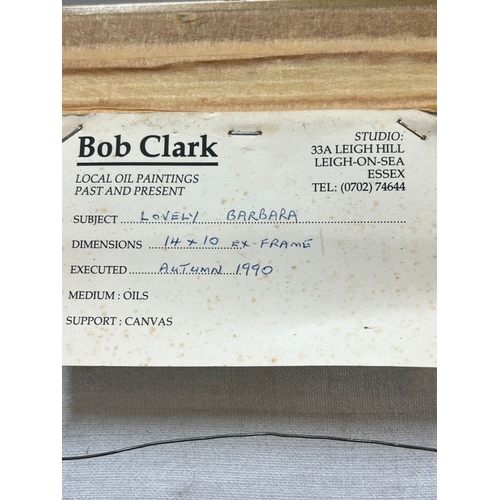 Bob Clark
LOCAL OIL PAINTINGS
PAST AND PRESENT
STUDIO:
33A LEIGH HILL
LEIGH-ON-SEA
ESSEX
TEL: (0702) 74644
SUBJECT LOVELY BARBARA
DIMENSIONS 14 x 10 EX-FRAME
EXECUTED AUTUMN 1990
MEDIUM : OILS
SUPPORT : CANVAS